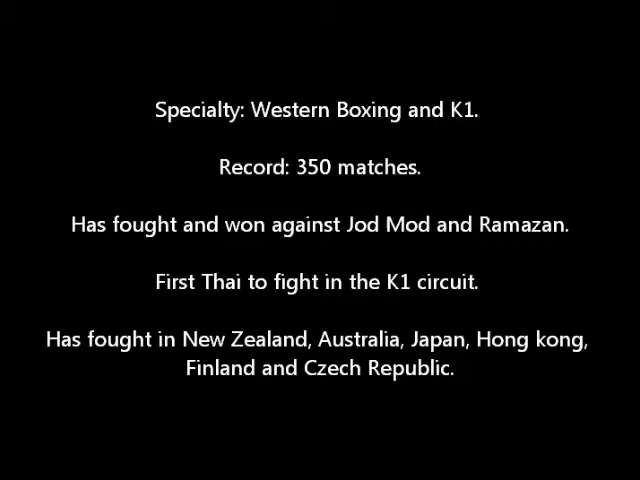 Specialty: Western Boxing and K1.
Record: 350 matches.
Has fought and won against Jod Mod and Ramazan.
First Thai to fight in the K1 circuit.
Has fought in New Zealand, Australia, Japan, Hong kong,
Finland and Czech Republic.